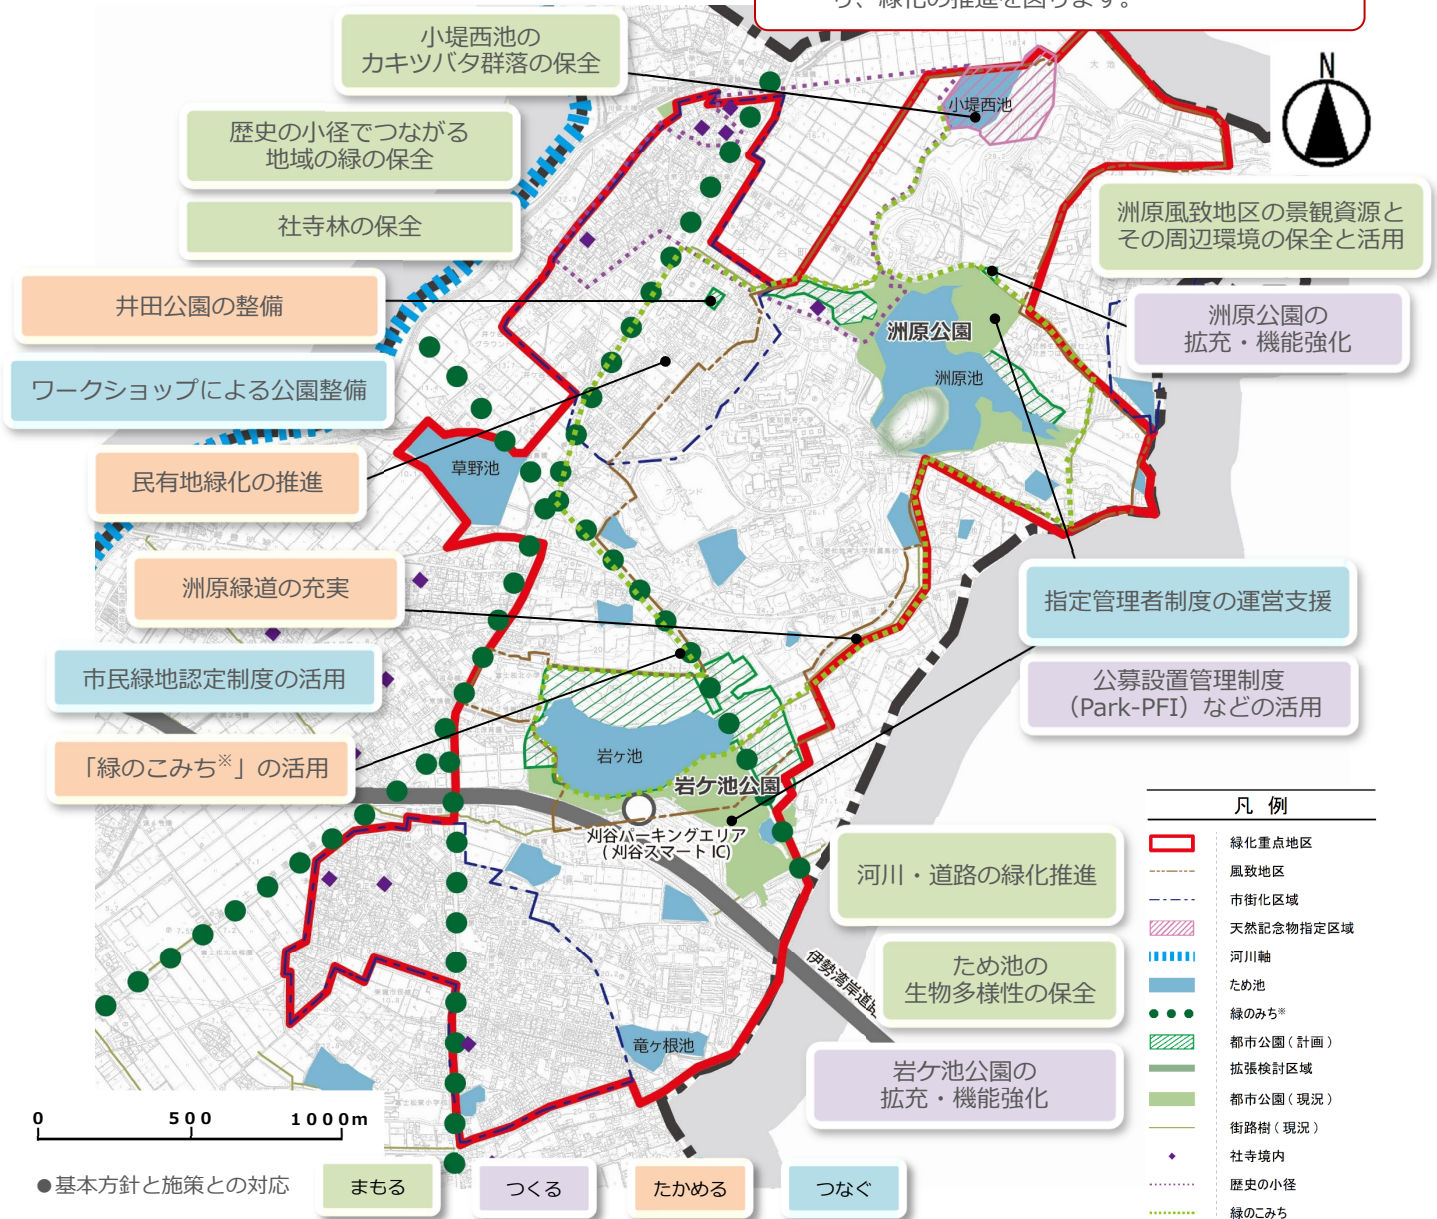 り、緑化の推進を図ります。
小堤西池の
カキツバタ群落の保全
歴史の小径でつながる
地域の緑の保全
社寺林の保全
井田公園の整備
ワークショップによる公園整備
民有地緑化の推進
洲原緑道の充実
市民緑地認定制度の活用
「緑のこみち※」の活用
N
小堤西池
大池
洲原風致地区の景観資源と
その周辺環境の保全と活用
洲原公園の
拡充・機能強化
洲原公園
洲原池
草野池
グラウンド
指定管理者制度の運営支援
公募設置管理制度
（Park-PFI）などの活用
岩ケ池
岩ケ池公園
刈谷パーキングエリア
(刈谷スマート IC)
河川・道路の緑化推進
ため池の
生物多様性の保全
伊勢湾岸道路
竜ケ根池
岩ケ池公園の
拡充・機能強化
凡 例
緑化重点地区
風致地区
市街化区域
天然記念物指定区域
河川軸
ため池
緑のみち※
都市公園(計画)
拡張検討区域
都市公園(現況)
街路樹(現況)
社寺境内
歴史の小径
緑のこみち
0 500 1000m
●基本方針と施策との対応
まもる
つくる
たかめる
つなぐ